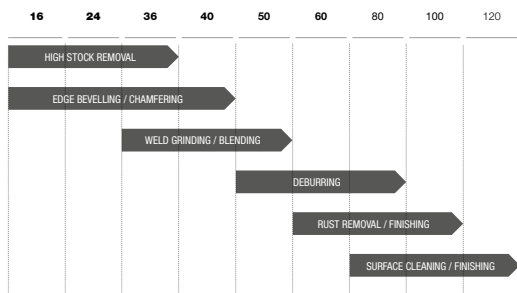 16 24 36 40 50 60 80 100 120
HIGH STOCK REMOVAL
EDGE BEVELLING / CHAMFERING
WELD GRINDING / BLENDING
DEBURRING
RUST REMOVAL / FINISHING
SURFACE CLEANING / FINISHING